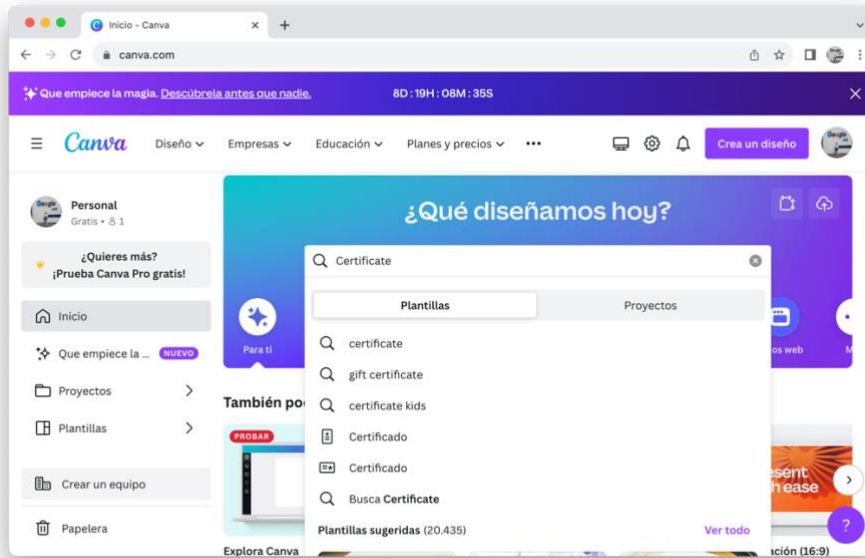 Inicio - Canva
canva.com
Que empiece la magia. Descúbrela antes que nadie.
8D : 19H : 08M : 35S
Canva
Diseño
Empresas
Educación
Planes y precios
Crea un diseño
Personal
Gratis • 1
¿Quieres más?
¡Prueba Canva Pro gratis!
Inicio
Que empiece la ... NUEVO
Proyectos
Plantillas
Crear un equipo
Papelera
¿Qué diseñamos hoy?
Certificate
Plantillas
Proyectos
certificate
gift certificate
certificate kids
Certificado
Certificado
Busca Certificate
Plantillas sugeridas (20.435)
Ver todo
Para ti
os web
M
También po
PROBAR
Explora Canva
esent
h ease
ación (16:9)
?